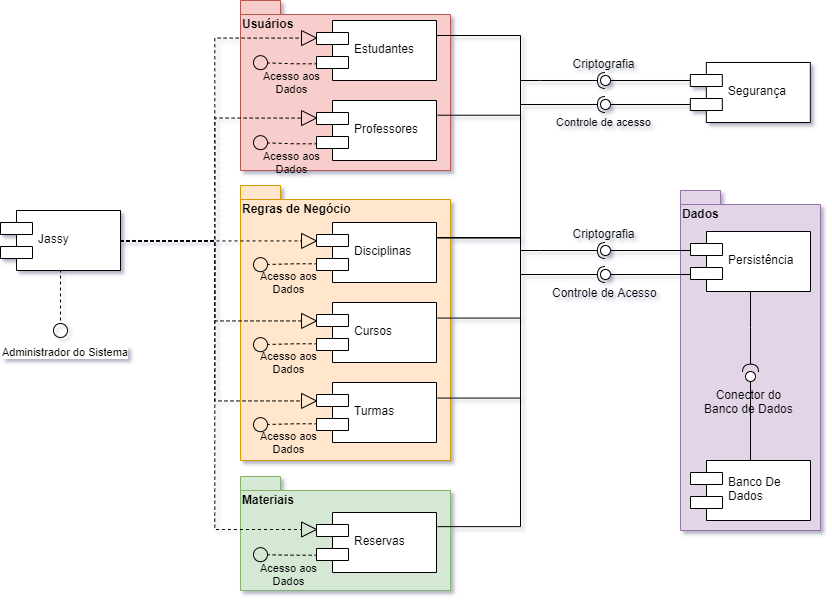 Usuários
Estudantes
Acesso aos
Dados
Professores
Acesso aos
Dados
Criptografia
Controle de acesso
Segurança
Jassy
Administrador do Sistema
Regras de Negócio
Disciplinas
Acesso aos
Dados
Cursos
Acesso aos
Dados
Turmas
Acesso aos
Dados
Criptografia
Controle de Acesso
Dados
Persistência
Conector do
Banco de Dados
Banco De
Dados
Materiais
Reservas
Acesso aos
Dados